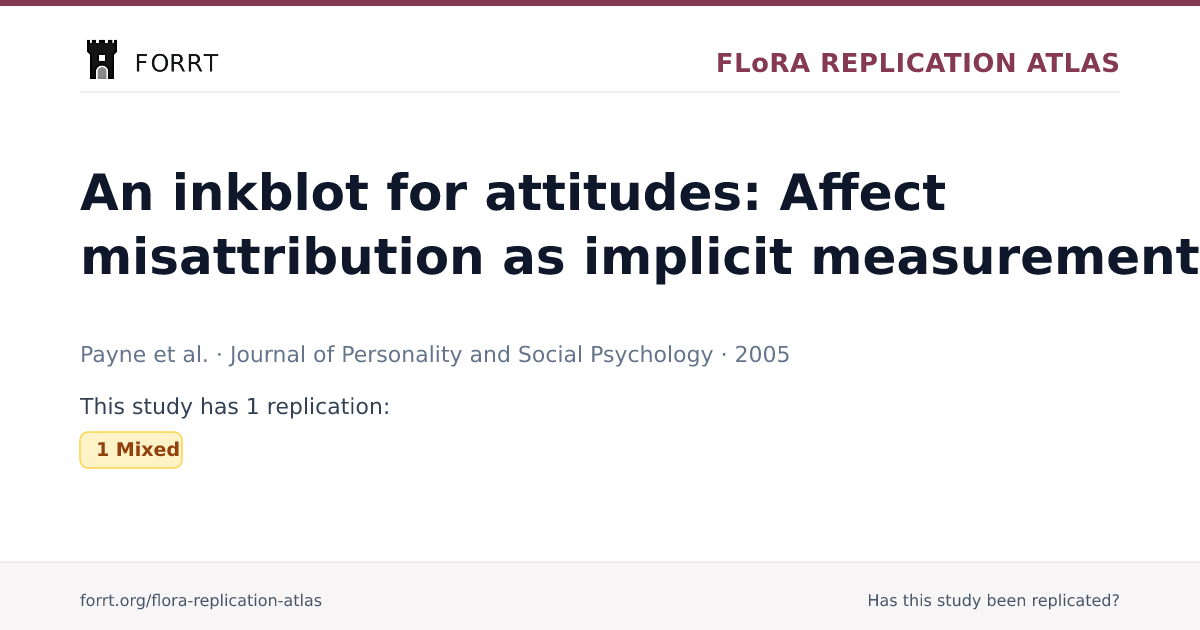 FORRT
FLoRA REPLICATION ATLAS
An inkblot for attitudes: Affect
misattribution as implicit measurement
Payne et al. · Journal of Personality and Social Psychology · 2005
This study has 1 replication:
1 Mixed
forrt.org/flora-replication-atlas
Has this study been replicated?